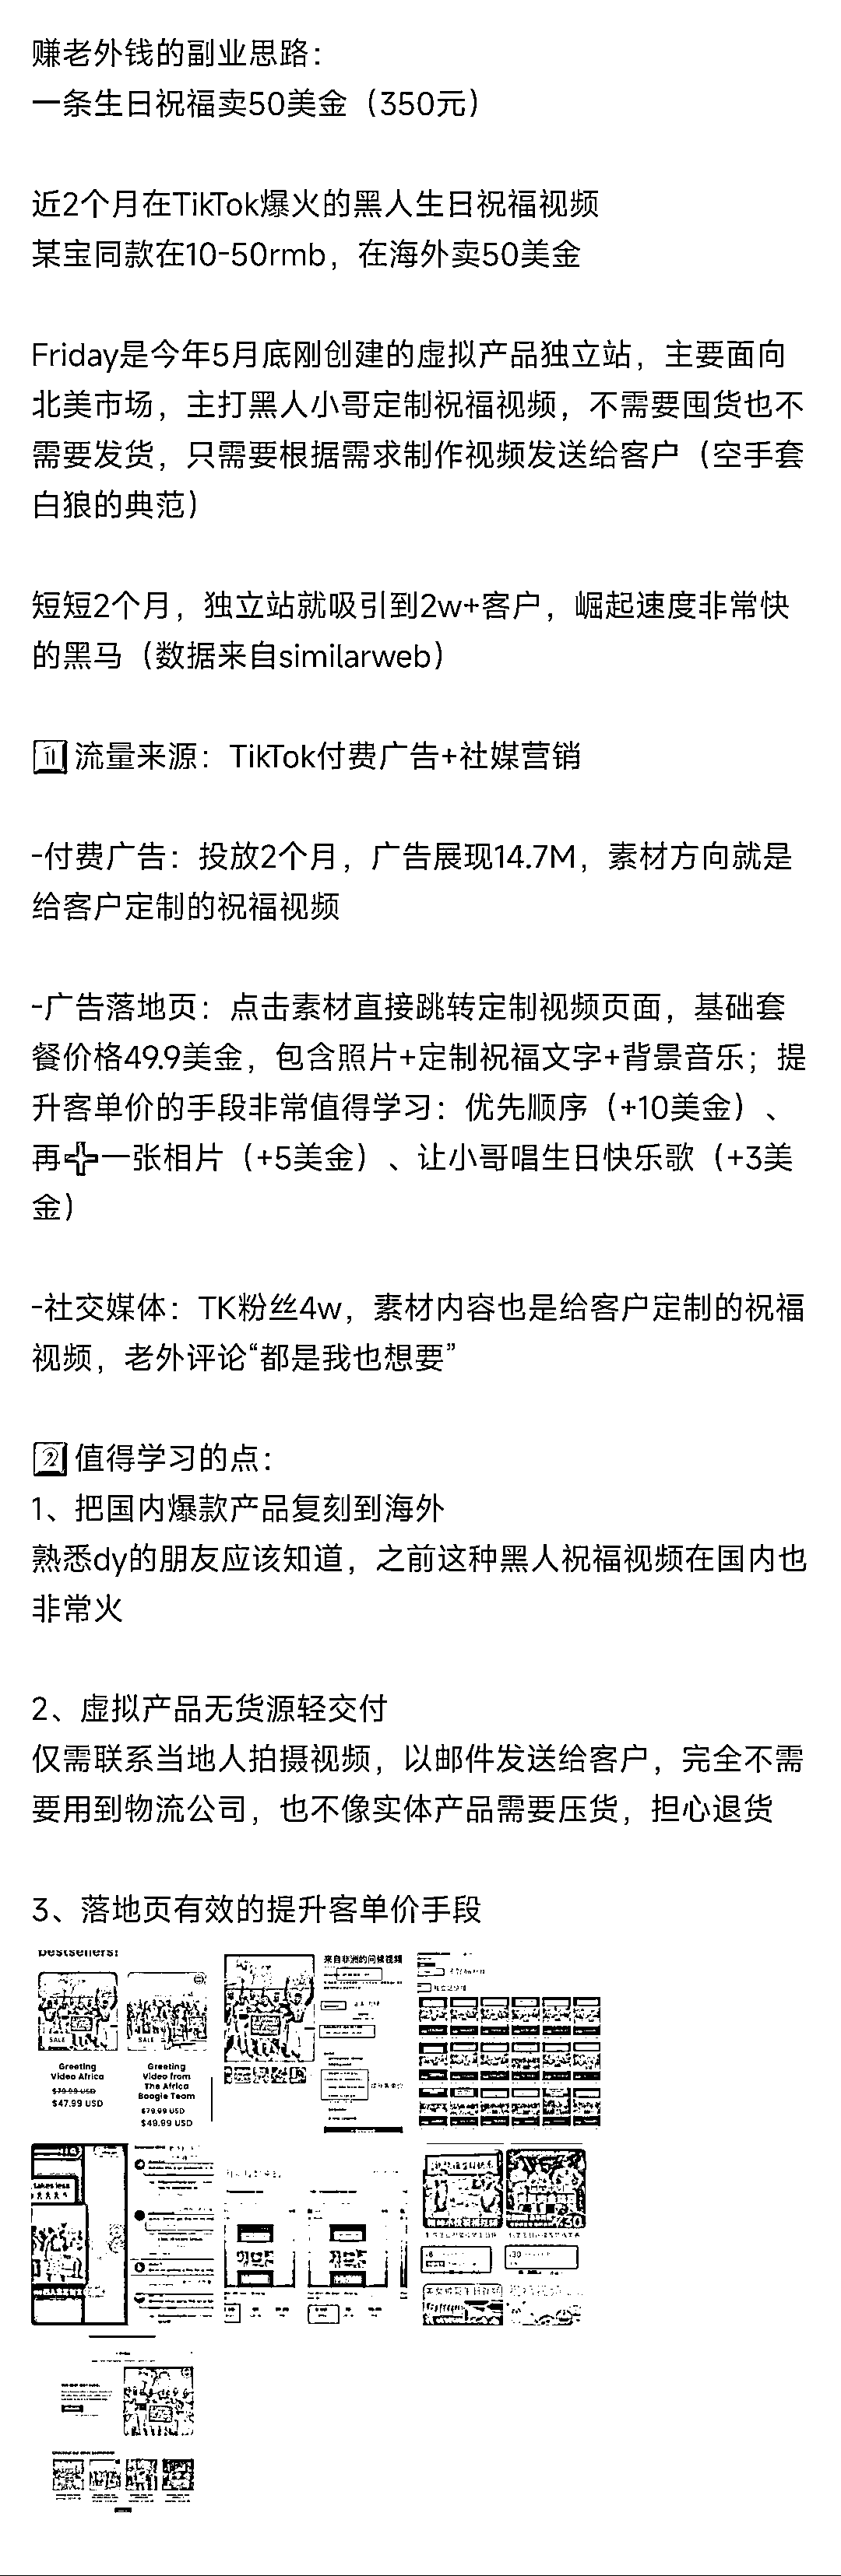 赚老外钱的副业思路：
一条生日祝福卖50美金（350元）
近2个月在TikTok爆火的黑人生日祝福视频
某宝同款在10-50rmb，在海外卖50美金
Friday是今年5月底刚创建的虚拟产品独立站，主要面向
北美市场，主打黑人小哥定制祝福视频，不需要囤货也不
需要发货，只需要根据需求制作视频发送给客户（空手套
白狼的典范）
短短2个月，独立站就吸引到2w+客户，崛起速度非常快
的黑马（数据来自similarweb）
1️⃣流量来源：TikTok付费广告+社媒营销
-付费广告：投放2个月，广告展现14.7M，素材方向就是
给客户定制的祝福视频
-广告落地页：点击素材直接跳转定制视频页面，基础套
餐价格49.9美金，包含照片+定制祝福文字+背景音乐；提
升客单价的手段非常值得学习：优先顺序（+10美金）、
再➕一张相片（+5美金）、让小哥唱生日快乐歌（+3美
金）
-社交媒体：TK粉丝4w，素材内容也是给客户定制的祝福
视频，老外评论“都是我也想要”
2️⃣值得学习的点：
1、把国内爆款产品复刻到海外
熟悉dy的朋友应该知道，之前这种黑人祝福视频在国内也
非常火
2、虚拟产品无货源轻交付
仅需联系当地人拍摄视频，以邮件发送给客户，完全不需
要用到物流公司，也不像实体产品需要压货，担心退货
3、落地页有效的提升客单价手段
bestsellers!
SALE
SALE
Greeting
Video Africa
$79.99 USD
$47.99 USD
Greeting
Video from
The Africa
Boogie Team
$79.99 USD
$49.99 USD
来自非洲的问候视频
takes less